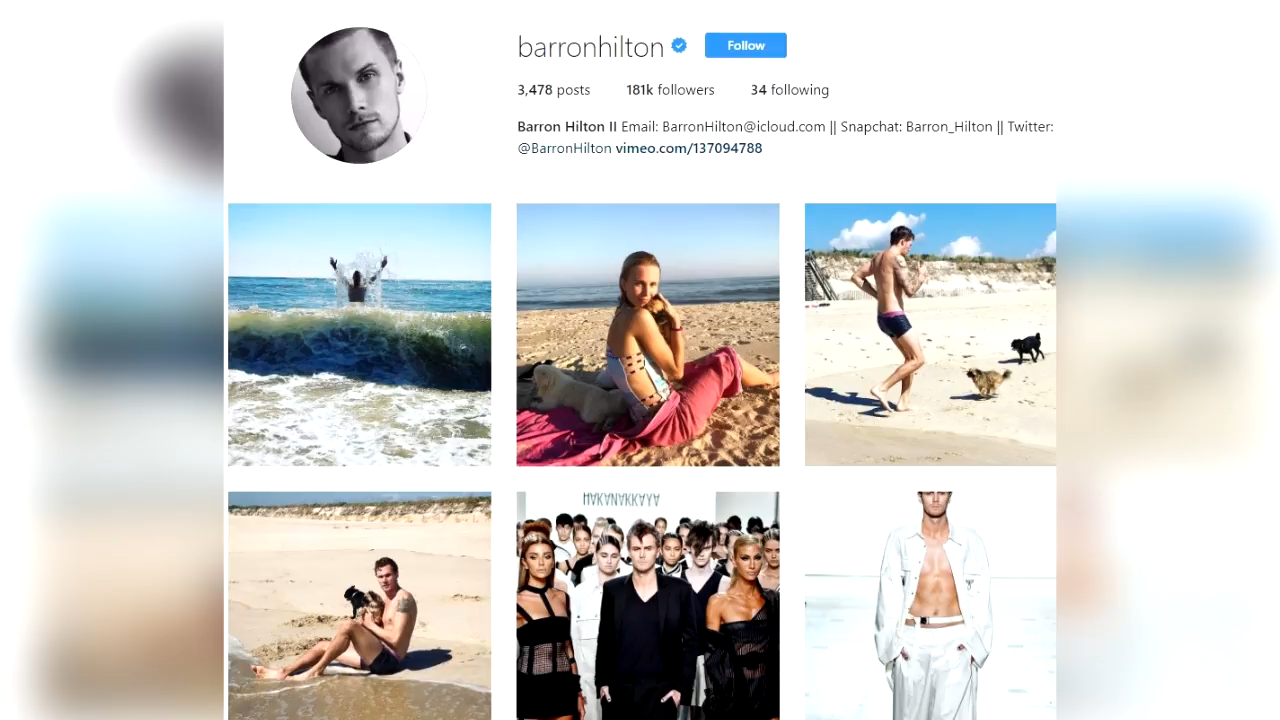 barronhilton Follow
3,478 posts 181k followers 34 following
Barron Hilton II Email: BarronHilton@icloud.com || Snapchat: Barron_Hilton || Twitter:
@BarronHilton vimeo.com/137094788